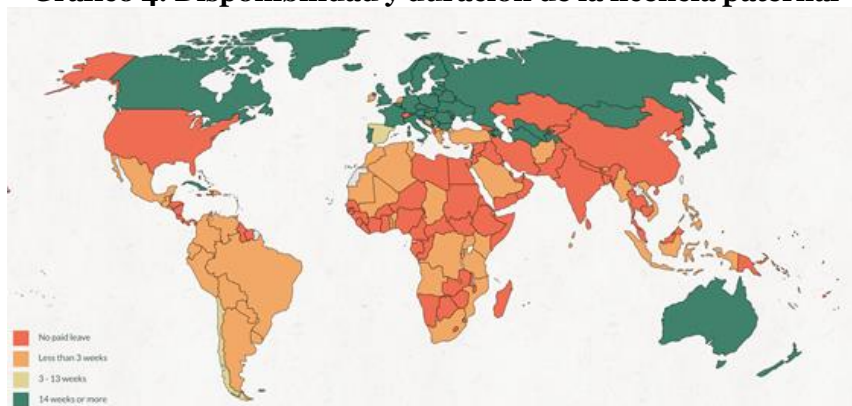 Gráfico 4. Disponibilidad y duración de la licencia paternal
No paid leave
Less than 3 weeks
3 - 13 weeks
14 weeks or more